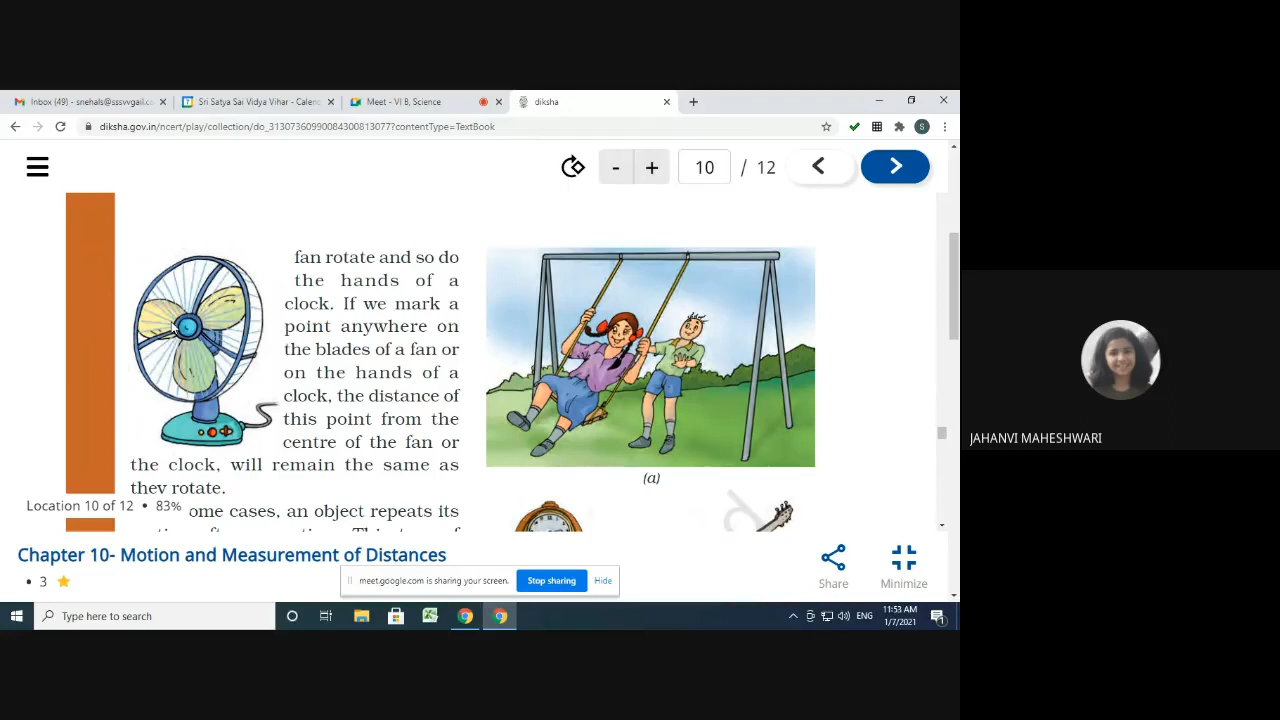 Inbox (49) - snehals@sssvvgail.cc
Sri Satya Sai Vidya Vihar - Calenc
Meet - VI B, Science
diksha
diksha.gov.in/ncert/play/collection/do_31307360990084300813077?contentType=TextBook
S
- + 10 / 12
fan rotate and so do
the hands of a
clock. If we mark a
point anywhere on
the blades of a fan or
on the hands of a
clock, the distance of
this point from the
centre of the fan or
the clock, will remain the same as
they rotate.
ome cases, an object repeats its
(a)
Location 10 of 12 • 83%
Chapter 10- Motion and Measurement of Distances
• 3
Share
Minimize
meet.google.com is sharing your screen.
Stop sharing
Hide
Type here to search
ENG
11:53 AM
1/7/2021
1
JAHANVI MAHESHWARI